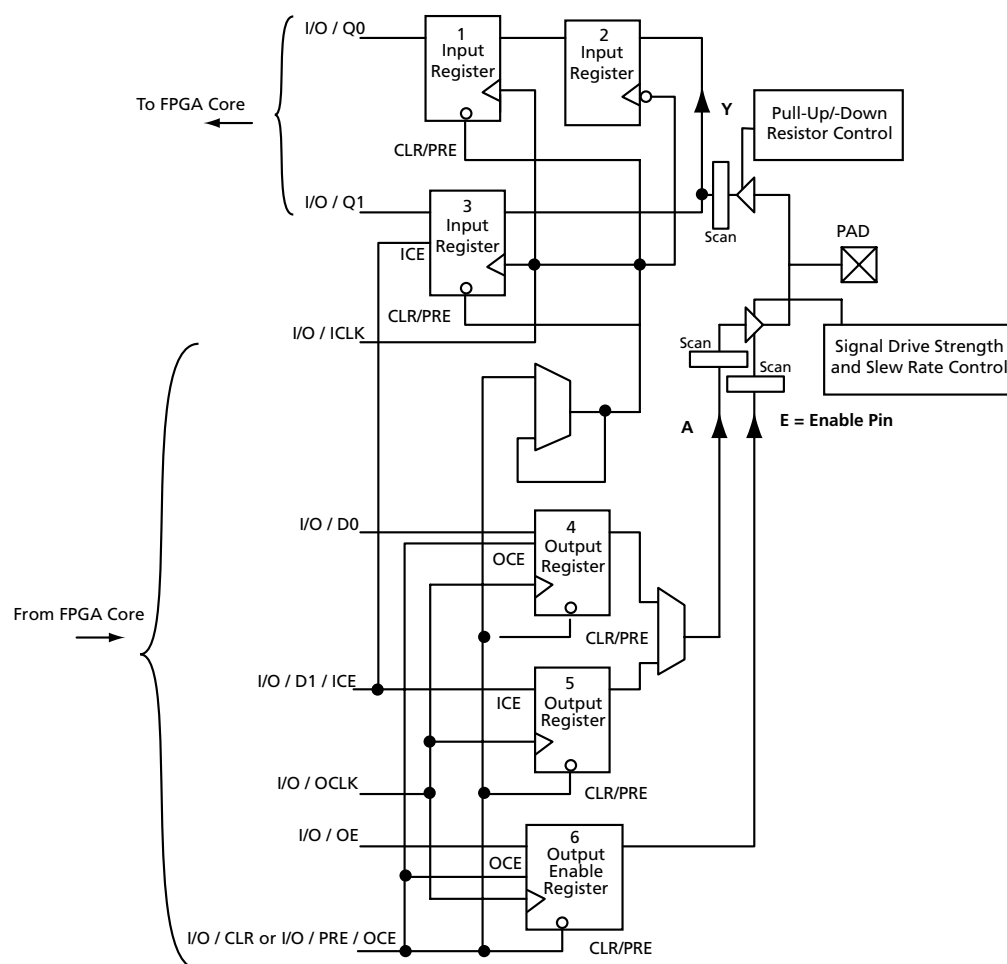 I/O / Q0
1
Input
Register
2
Input
Register
To FPGA Core
Y
Pull-Up/-Down
Resistor Control
CLR/PRE
I/O / Q1
3
Input
Register
ICE
Scan
PAD
CLR/PRE
I/O / ICLK
Scan
Signal Drive Strength
and Slew Rate Control
Scan
A
E = Enable Pin
I/O / D0
4
Output
Register
OCE
From FPGA Core
CLR/PRE
I/O / D1 / ICE
5
Output
Register
ICE
I/O / OCLK
CLR/PRE
I/O / OE
6
Output
Enable
Register
OCE
I/O / CLR or I/O / PRE / OCE
CLR/PRE